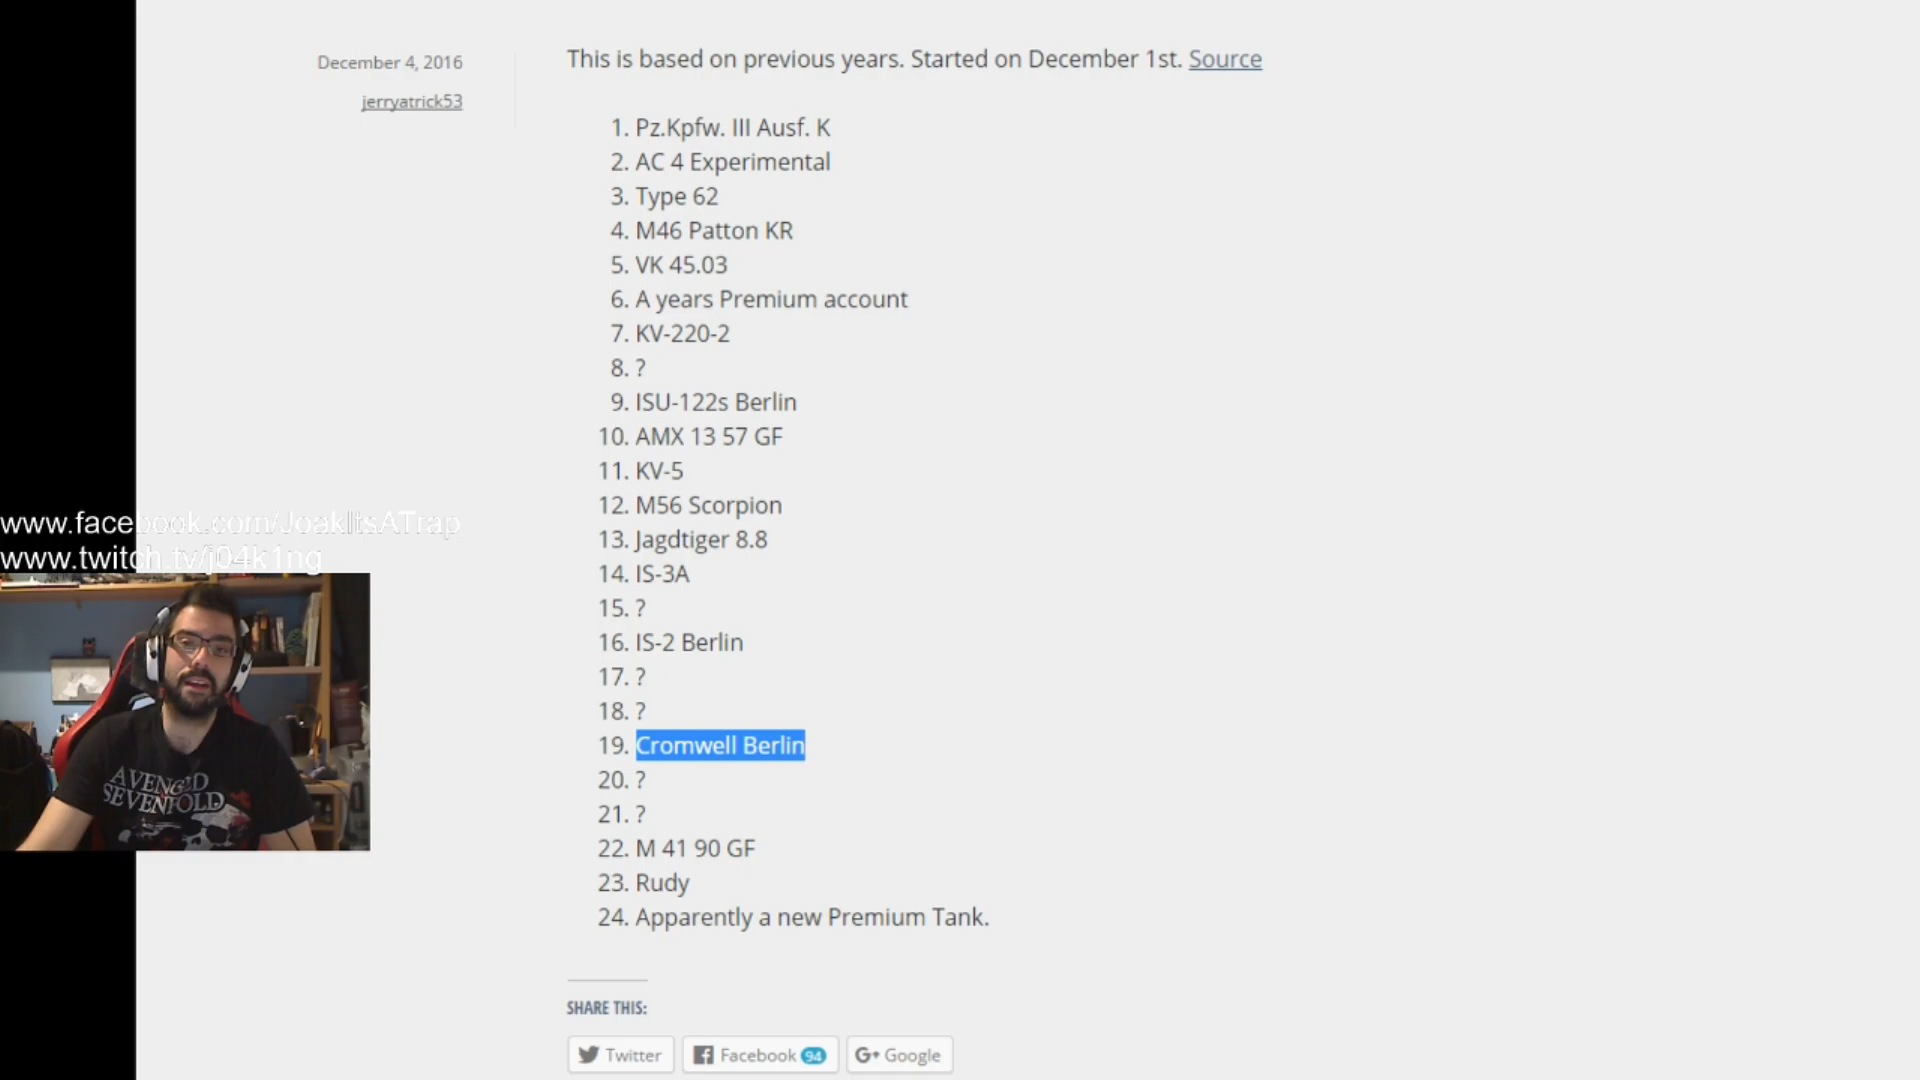 December 4, 2016
jerryatrick53
This is based on previous years. Started on December 1st. Source
1. Pz.Kpfw. III Ausf. K
2. AC 4 Experimental
3. Type 62
4. M46 Patton KR
5. VK 45.03
6. A years Premium account
7. KV-220-2
8. ?
9. ISU-122s Berlin
10. AMX 13 57 GF
11. KV-5
12. M56 Scorpion
13. Jagdtiger 8.8
14. IS-3A
15. ?
16. IS-2 Berlin
17. ?
18. ?
19. Cromwell Berlin
20. ?
21. ?
22. M 41 90 GF
23. Rudy
24. Apparently a new Premium Tank.
www.facebook.com/JoakItsATrap
www.twitch.tv/j04k1ng
AVENGED
SEVENFOLD
SHARE THIS:
Twitter
Facebook 94
G+ Google